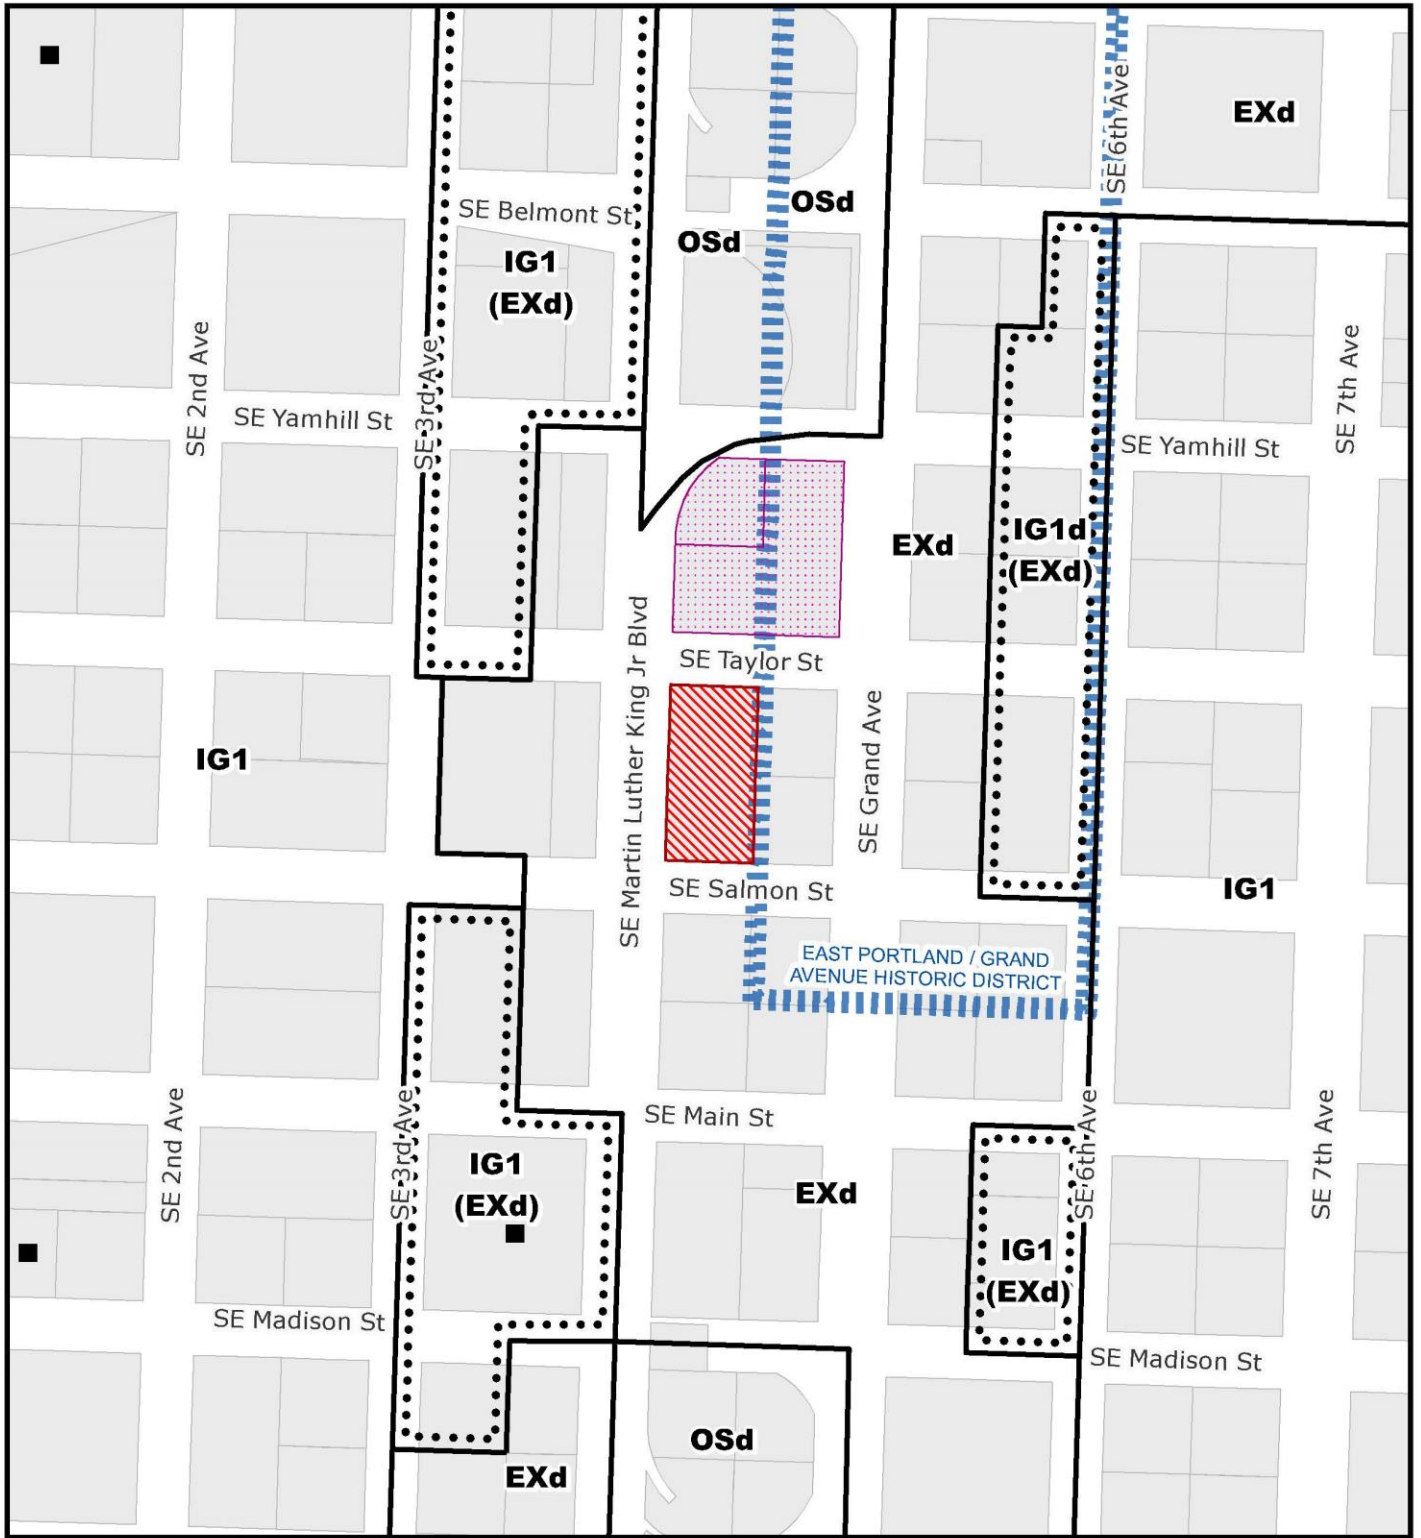 SE 6th Ave
EXd
OSd
SE Belmont St
OSd
IG1
(EXd)
SE 2nd Ave
SE 3rd Ave
SE 7th Ave
SE Yamhill St
SE Yamhill St
IG1d
(EXd)
EXd
SE Martin Luther King Jr Blvd
SE Taylor St
SE Grand Ave
IG1
SE Salmon St
IG1
EAST PORTLAND / GRAND
AVENUE HISTORIC DISTRICT
SE 2nd Ave
SE 3rd Ave
SE Main St
SE 6th Ave
SE 7th Ave
IG1
(EXd)
EXd
IG1
(EXd)
SE Madison St
SE Madison St
OSd
EXd